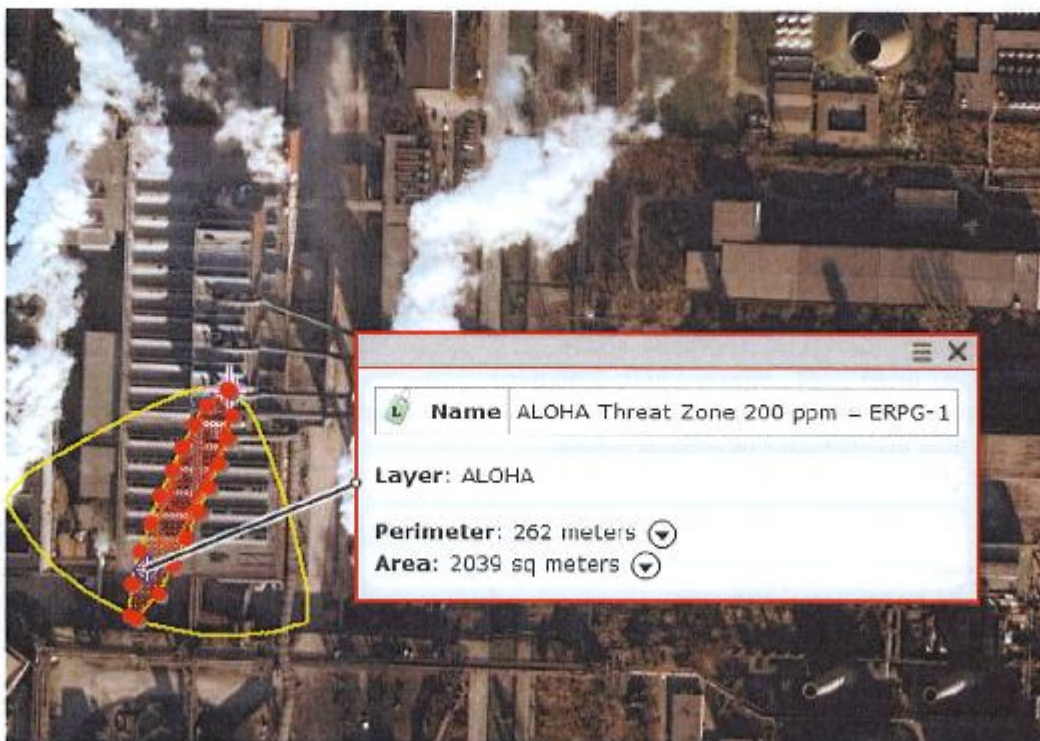 L Name ALOHA Threat Zone 200 ppm – ERPG-1
Layer: ALOHA
Perimeter: 262 meters
Area: 2039 sq meters